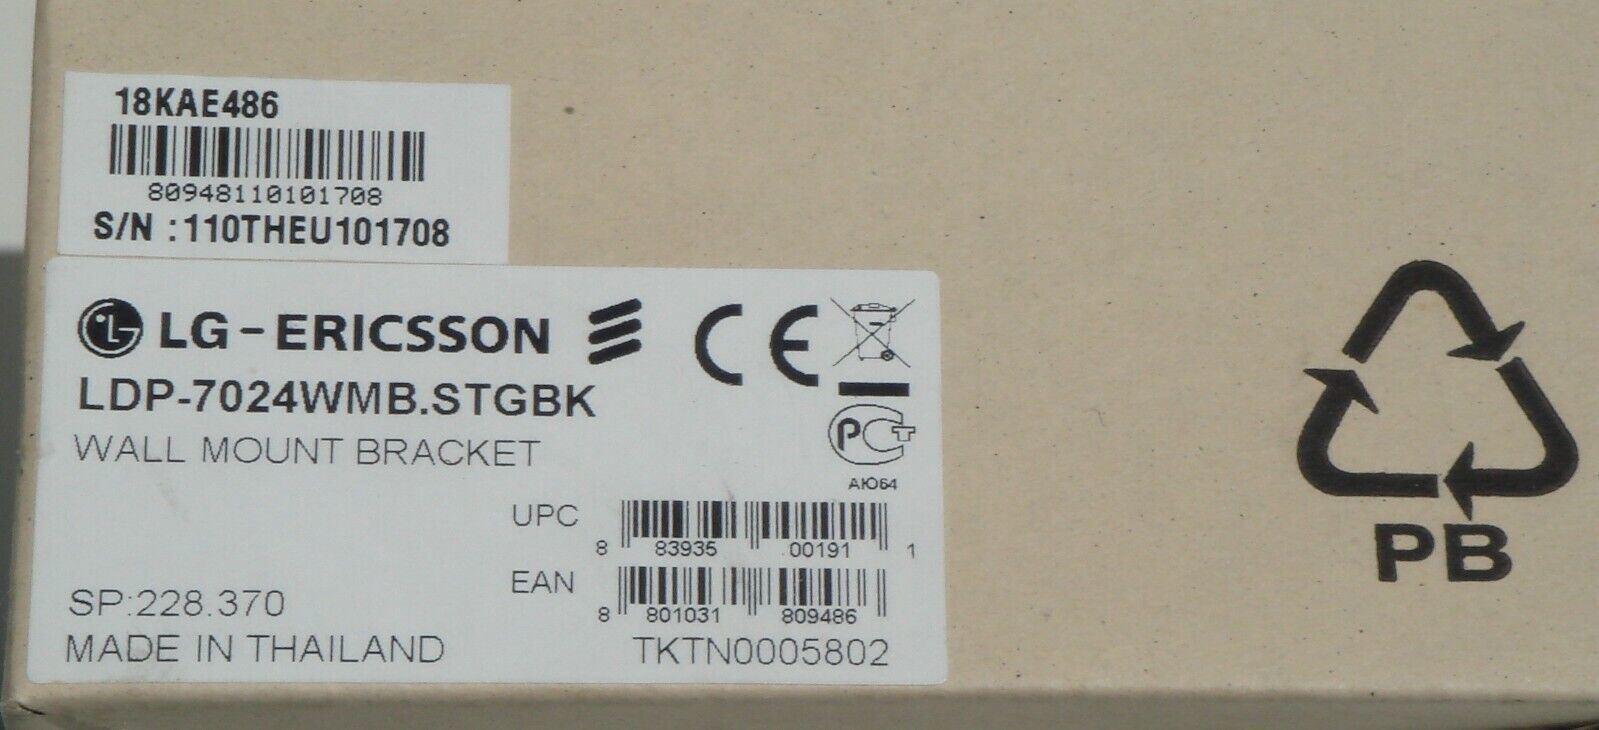 18KAE486
80948110101708
S/N :110THEU101708
LG-ERICSSON
LDP-7024WMB.STGBK
WALL MOUNT BRACKET
CE
PCT
АЮ64
UPC
8 83935 00191 1
EAN
8 801031 809486
SP:228.370
MADE IN THAILAND
TKTN0005802
PB